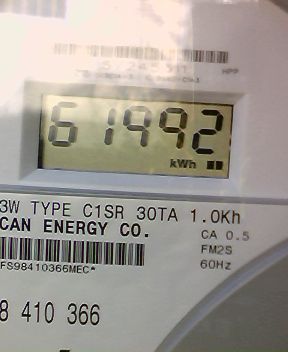 61992
kWh
3W TYPE C1SR 30TA 1.0Kh
CAN ENERGY CO.
CA 0.5
FM2S
60Hz
FS98410366MEC*
8 410 366